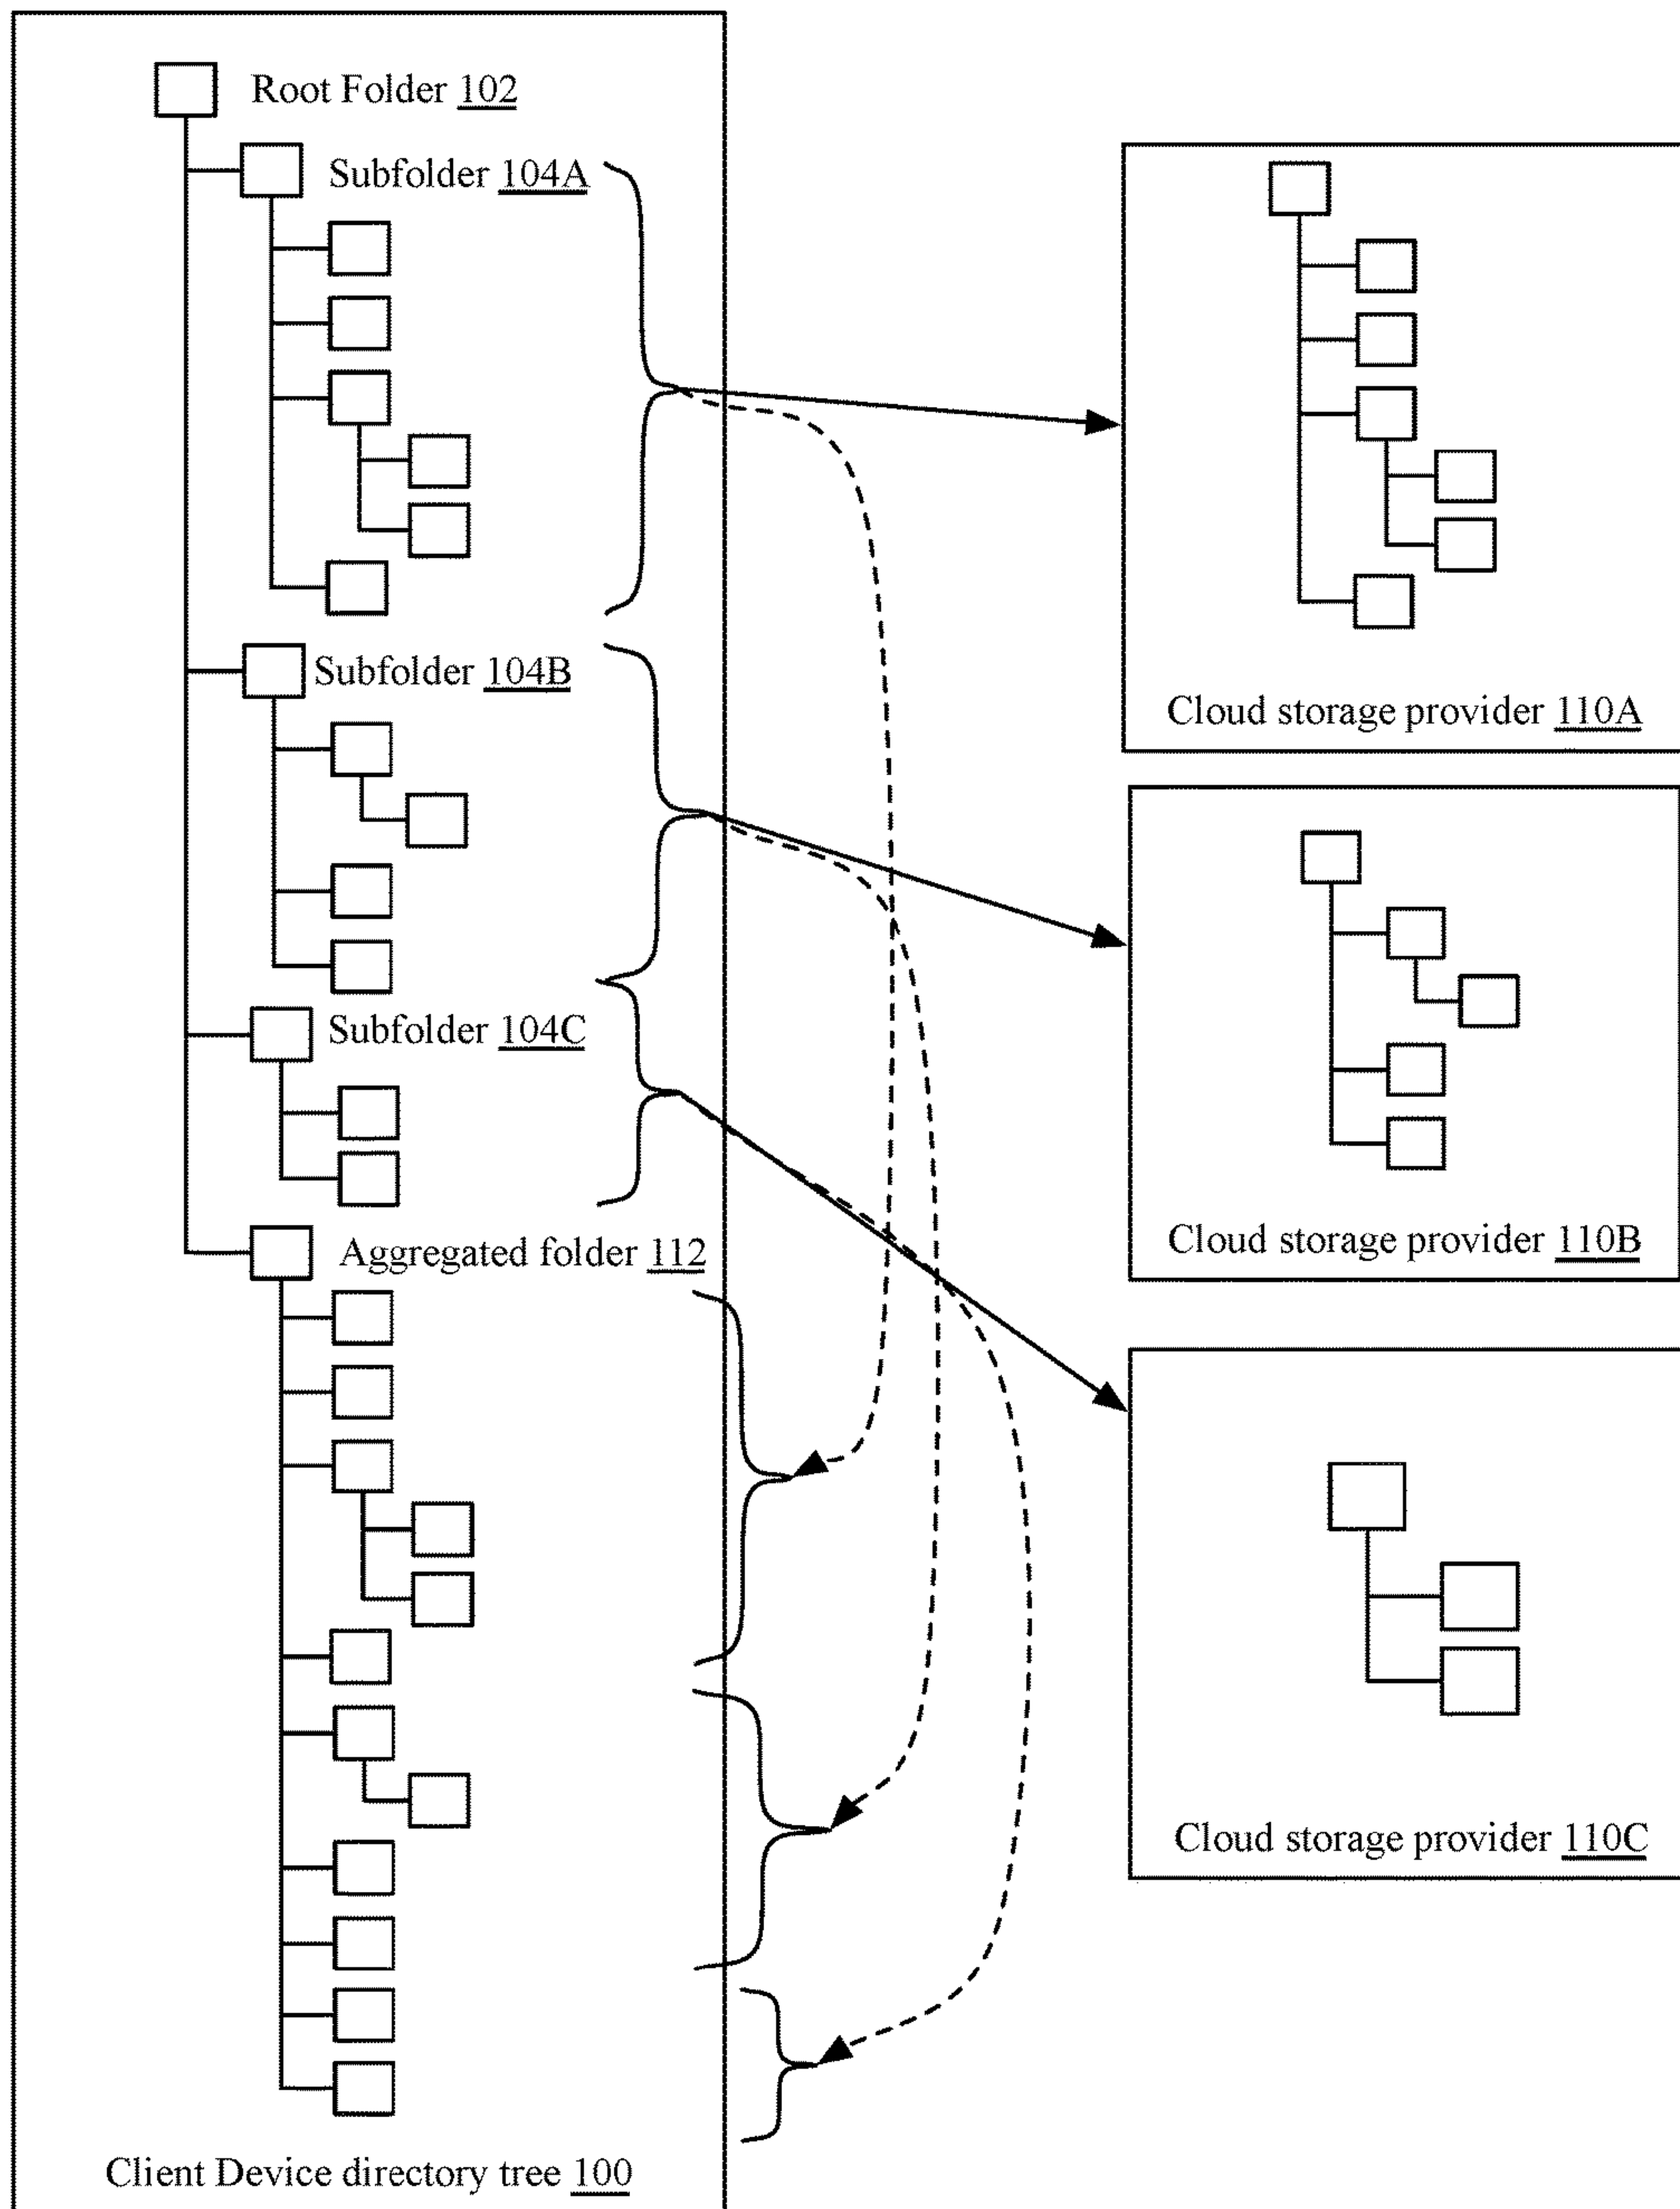 Root Folder 102
Subfolder 104A
Subfolder 104B
Subfolder 104C
Aggregated folder 112
Client Device directory tree 100
Cloud storage provider 110A
Cloud storage provider 110B
Cloud storage provider 110C